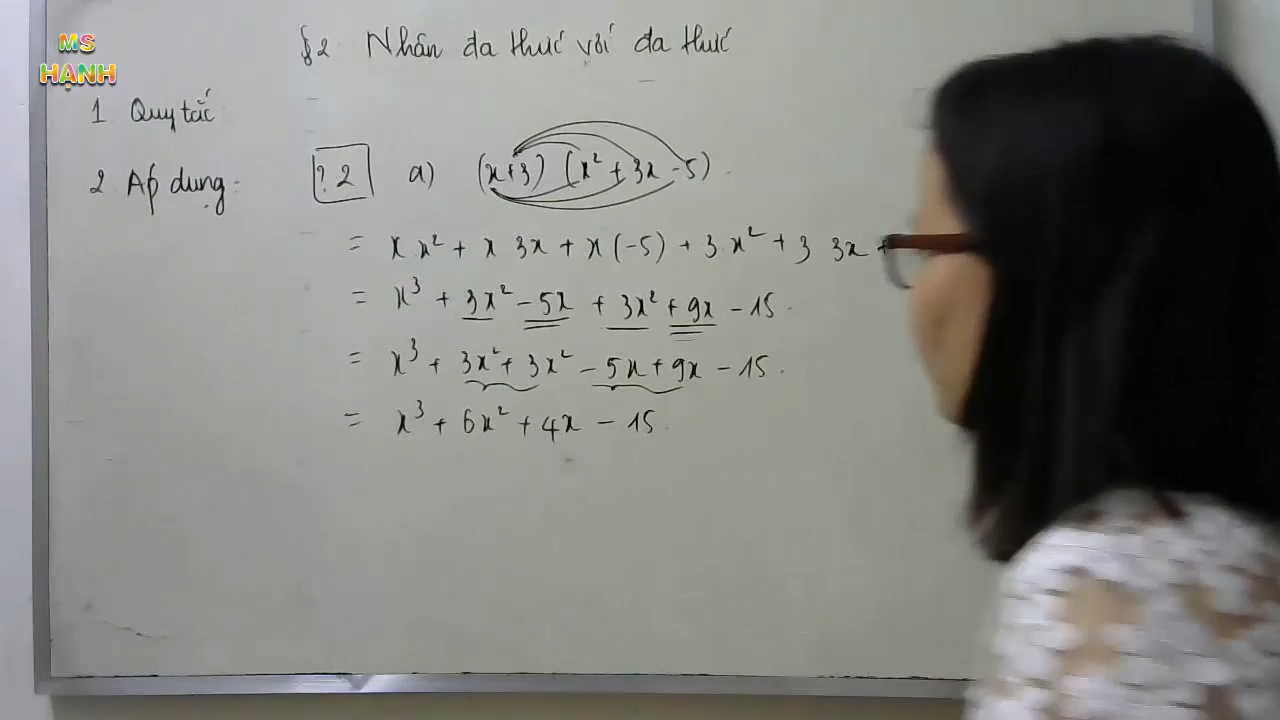 MS
HẠNH
§2 Nhân đa thức với đa thức
1 Quy tắc
2 Áp dụng: ?2 a) (x+3) (x² + 3x - 5)
= x x² + x 3x + x (-5) + 3 x² + 3 3x +
= x³ + 3x² - 5x + 3x² + 9x - 15.
= x³ + 3x² + 3x² - 5x + 9x - 15.
= x³ + 6x² + 4x - 15